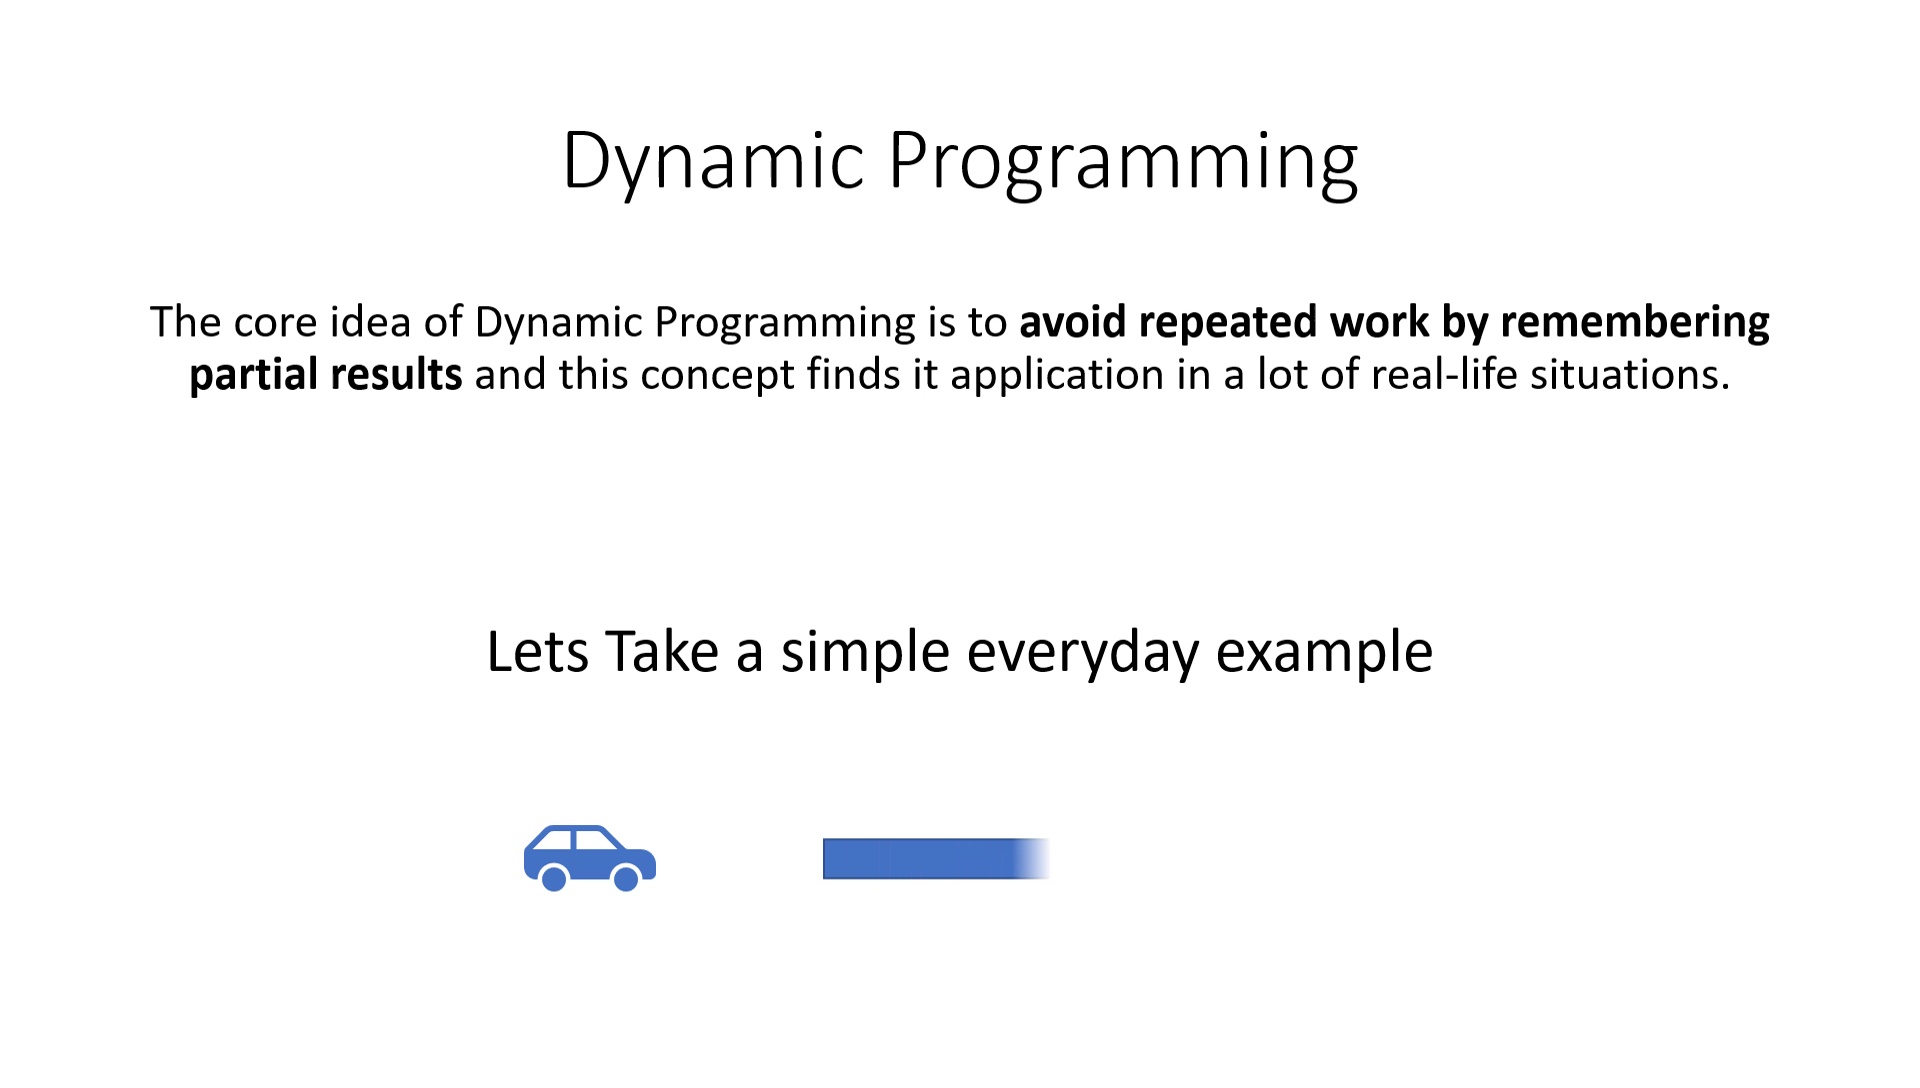 Dynamic Programming
The core idea of Dynamic Programming is to avoid repeated work by remembering
partial results and this concept finds it application in a lot of real-life situations.
Lets Take a simple everyday example